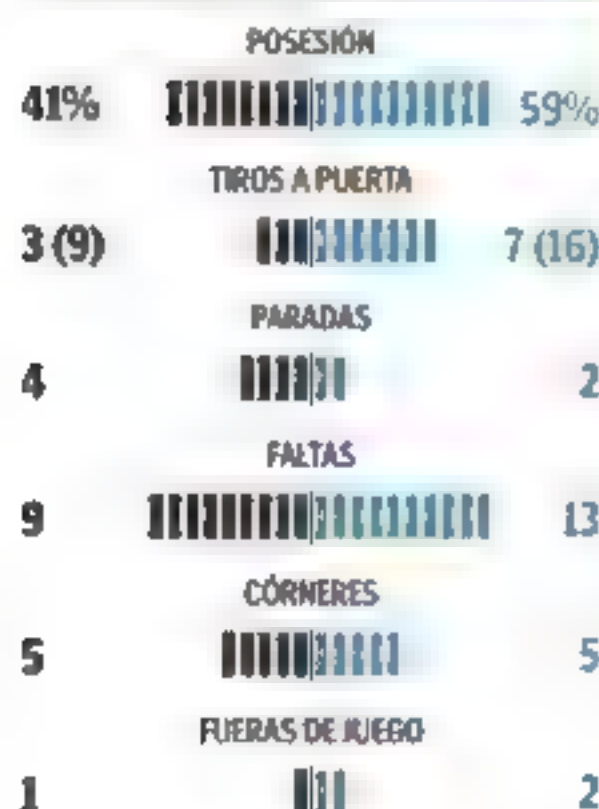 POSESIÓN
41% 59%
TIROS A PUERTA
3 (9) 7 (16)
PARADAS
4 2
FALTAS
9 13
CÓRNERES
5 5
FUERAS DE JUEGO
1 2